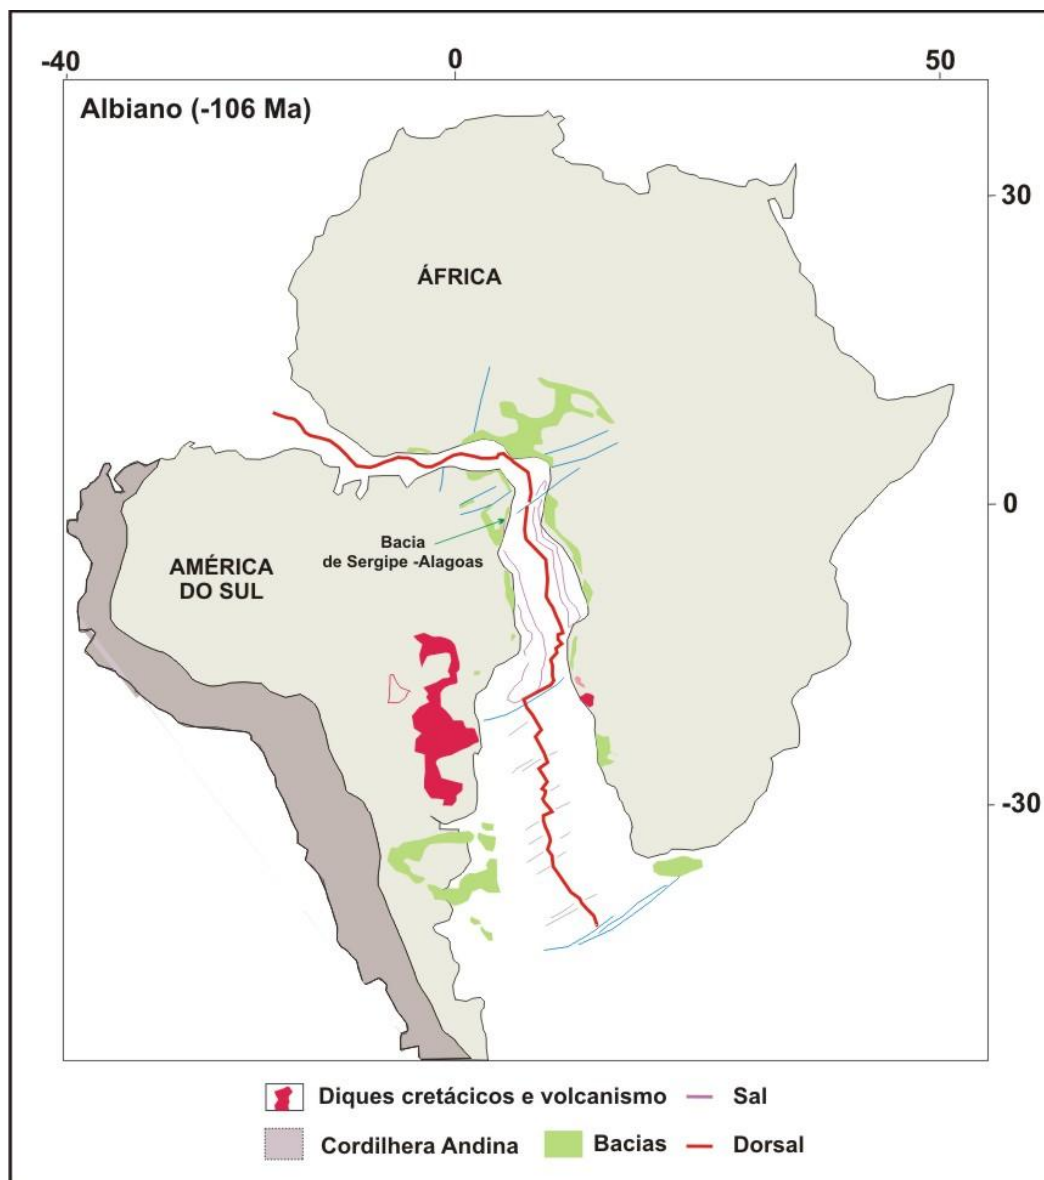 -40 0 50
Albiano (-106 Ma)
30
ÁFRICA
0
Bacia
de Sergipe -Alagoas
AMÉRICA
DO SUL
-30
Diques cretácicos e volcanismo
Sal
Cordilhera Andina
Bacias
Dorsal